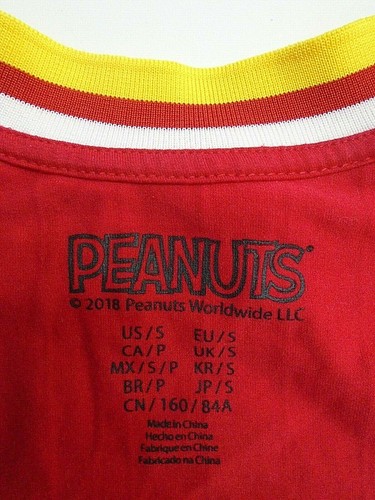 PEANUTS®
© 2018 Peanuts Worldwide LLC
US / S EU / S
CA / P UK / S
MX / S / P KR / S
BR / P JP / S
CN / 160 / 84A
Made in China
Hecho en China
Fabrique en Chine
Fabricado na China